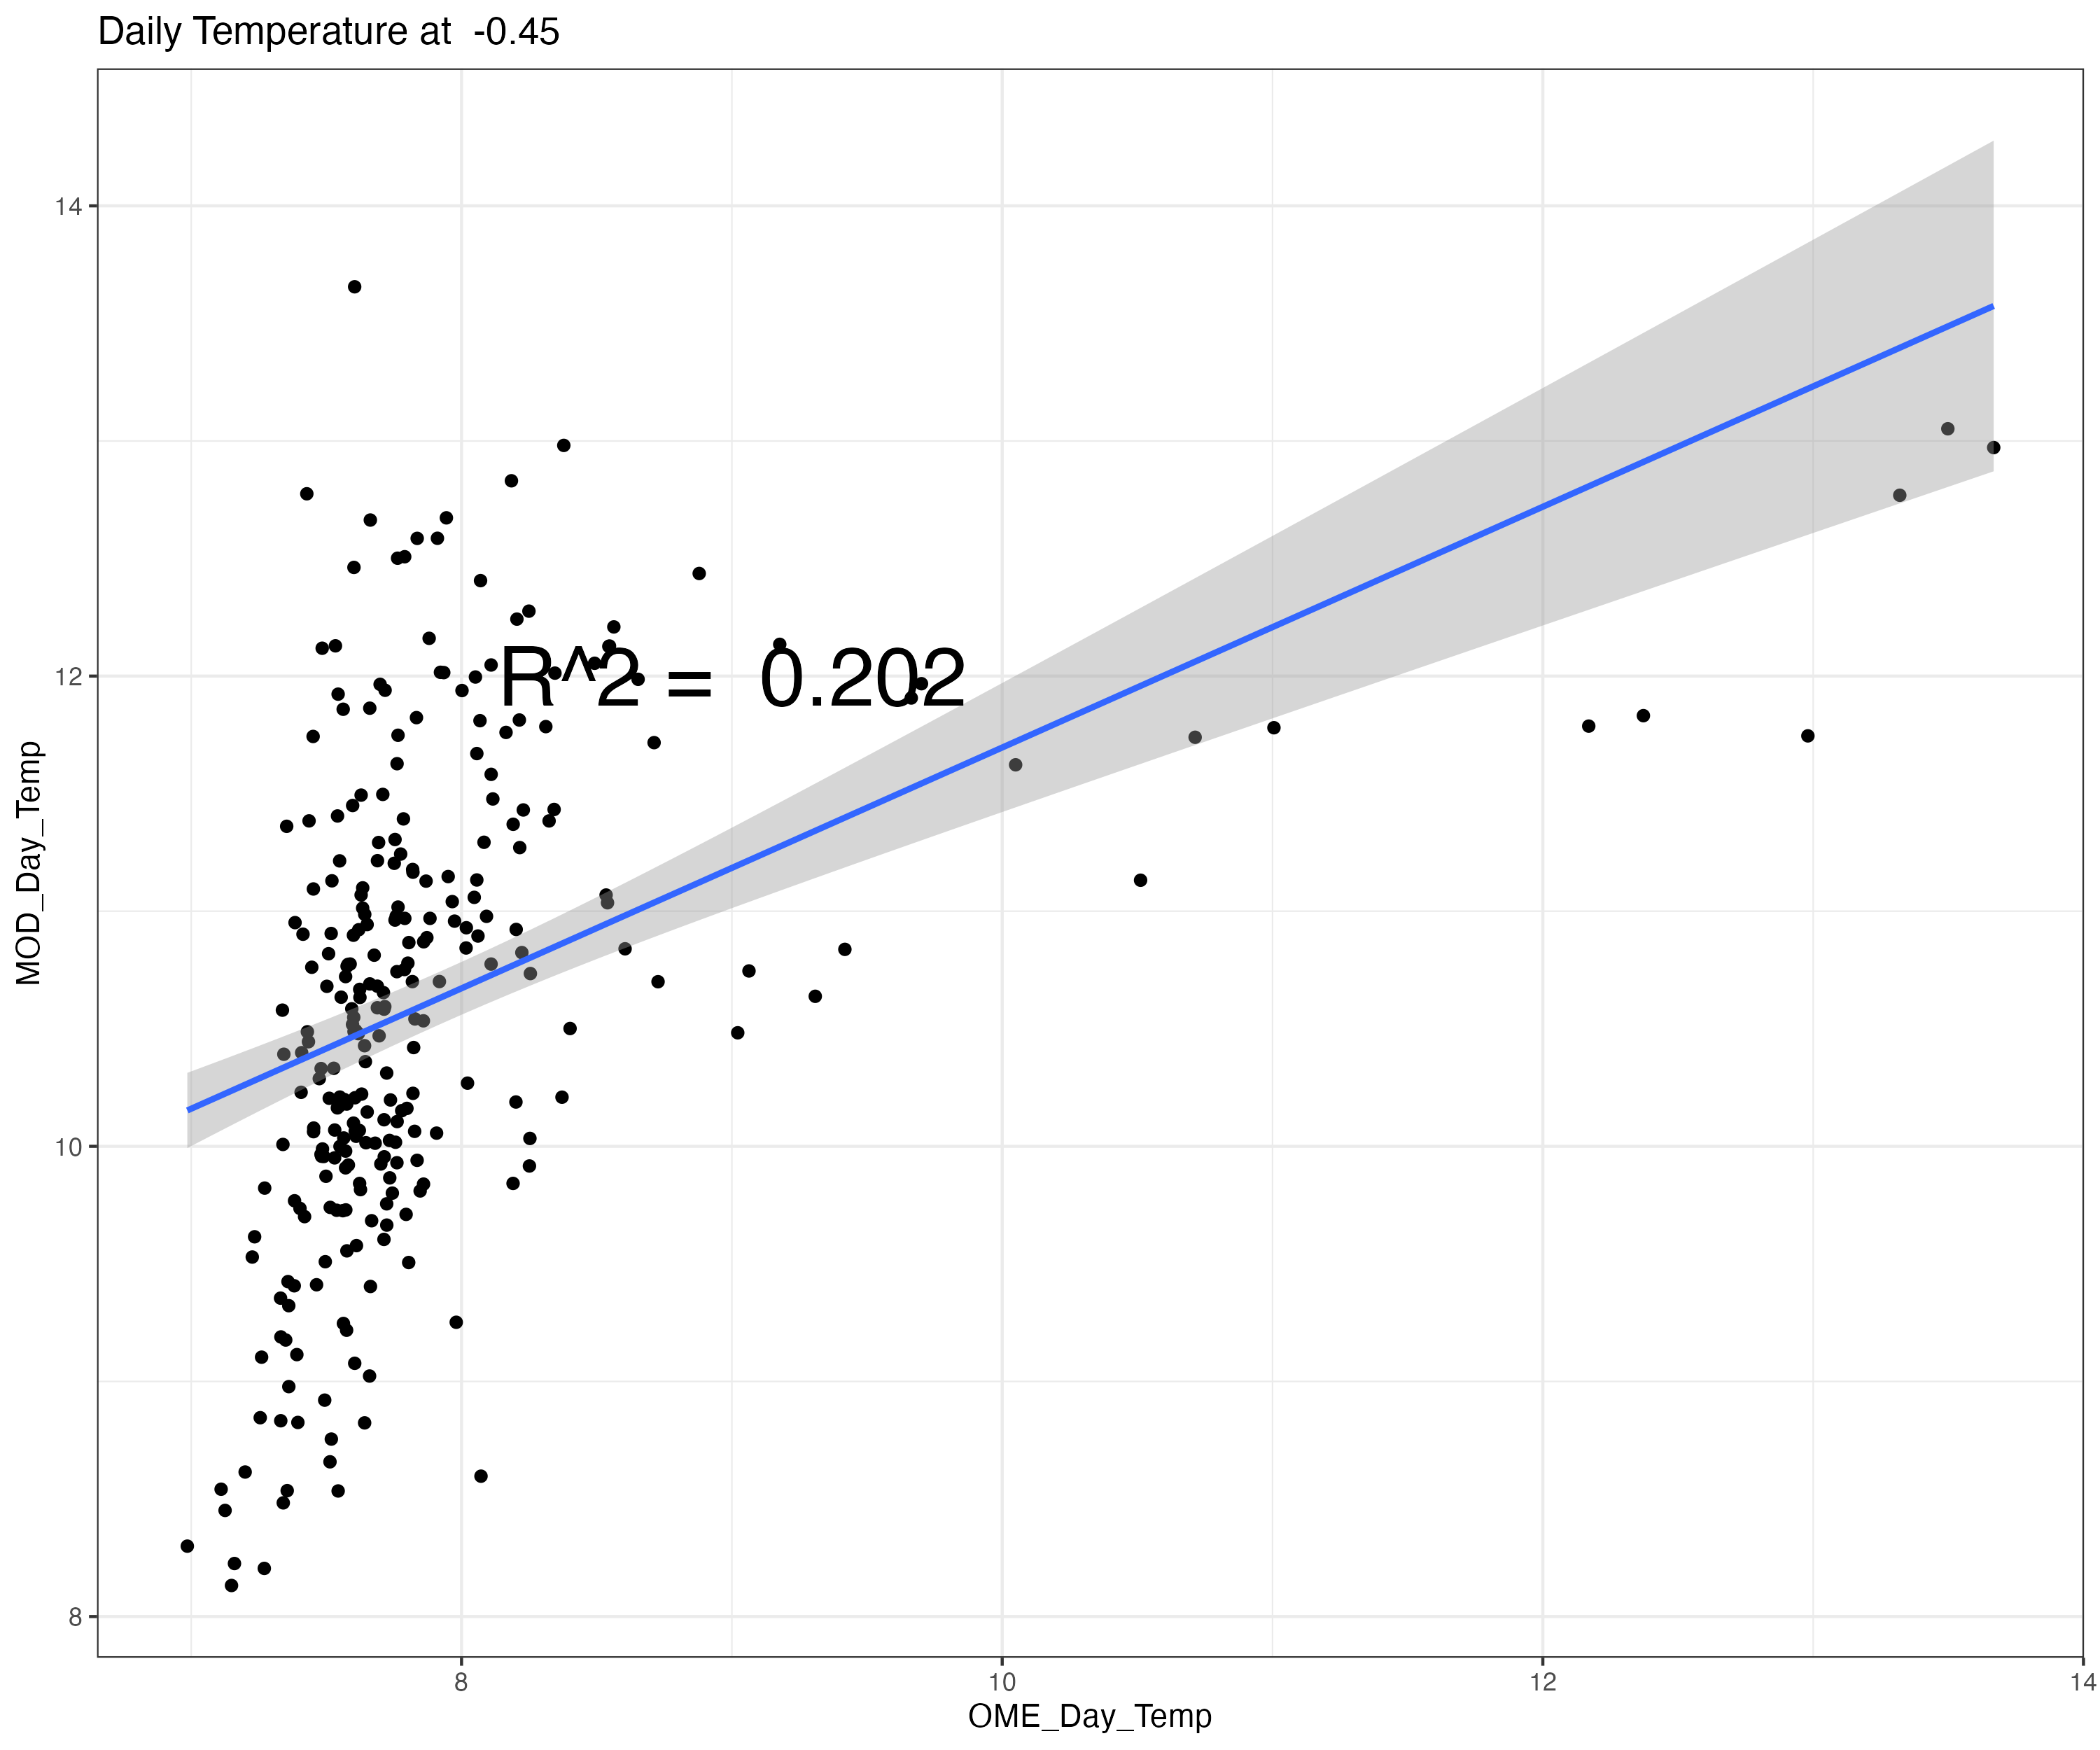 Daily Temperature at  -0.45
14
12
10
8
MOD_Day_Temp
R^2 =  0.202
8
10
12
14
OME_Day_Temp